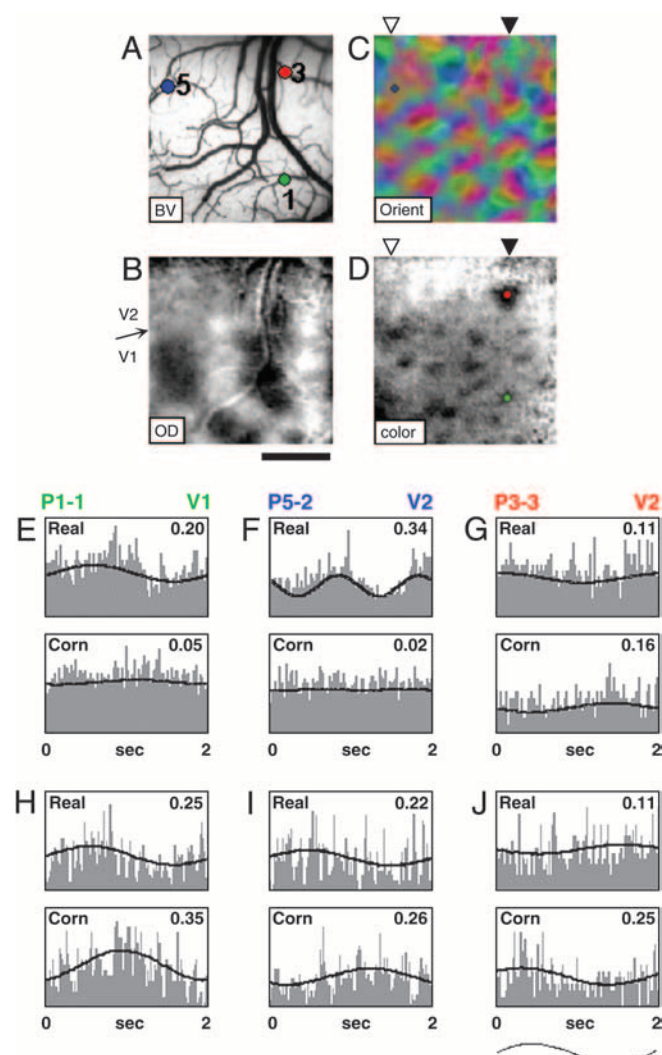 A
C
5
3
1
BV
Orient
B
D
V2
V1
OD
color
P1-1 V1 P5-2 V2 P3-3 V2
E Real 0.20 F Real 0.34 G Real 0.11
Corn 0.05 Corn 0.02 Corn 0.16
0 sec 2 0 sec 2 0 sec 2
H Real 0.25 I Real 0.22 J Real 0.11
Corn 0.35 Corn 0.26 Corn 0.25
0 sec 2 0 sec 2 0 sec 2